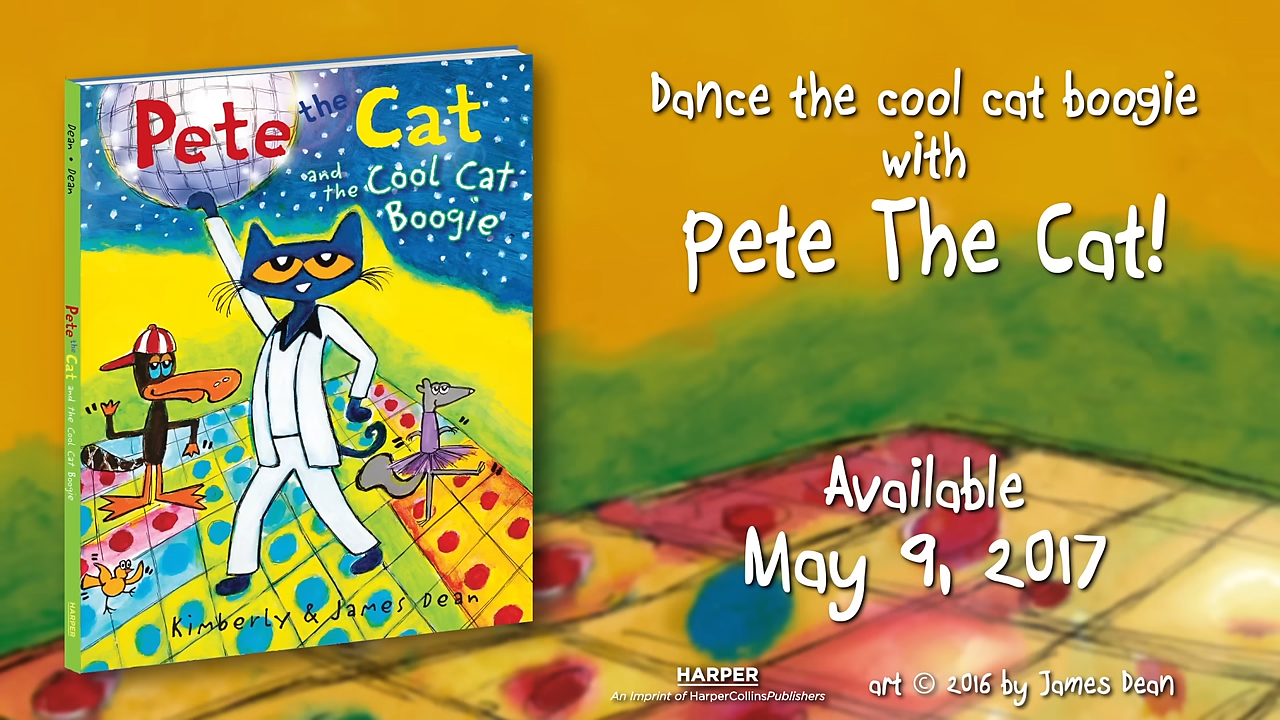 Pete the Cat
and
the Cool Cat
Boogie
Kimberly & James Dean
Dean • Dean
Pete the Cat and the Cool Cat Boogie
HARPER
Dance the cool cat boogie
with
Pete The Cat!
Available
May 9, 2017
HARPER
An Imprint of HarperCollinsPublishers
art © 2016 by James Dean